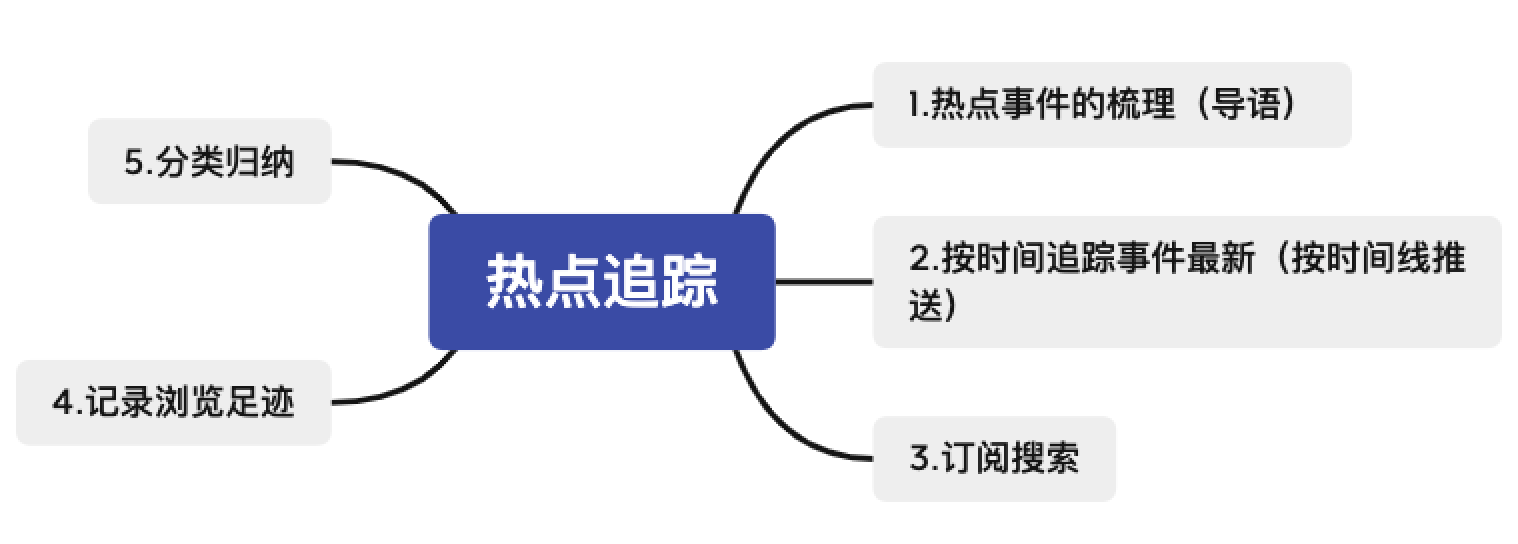 热点追踪
1.热点事件的梳理（导语）
2.按时间追踪事件最新（按时间线推
送）
3.订阅搜索
4.记录浏览足迹
5.分类归纳